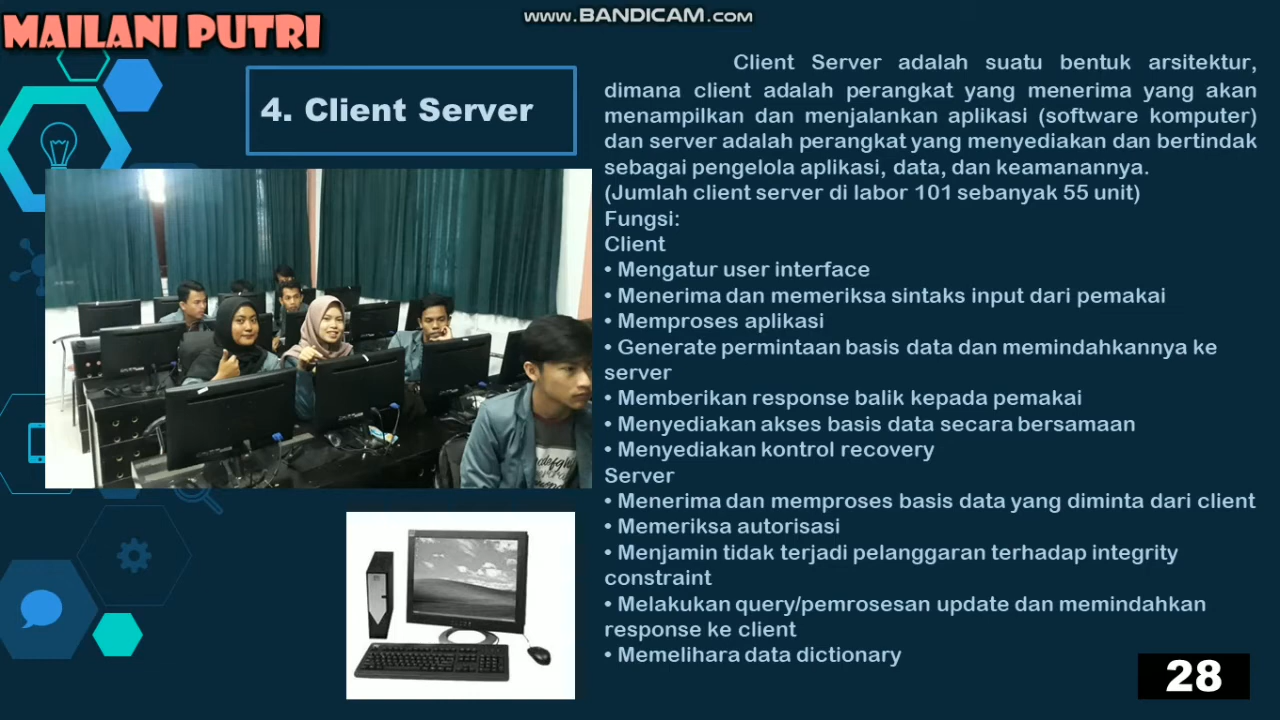 MAILANI PUTRI
www.BANDICAM.com
4. Client Server
Client Server adalah suatu bentuk arsitektur,
dimana client adalah perangkat yang menerima yang akan
menampilkan dan menjalankan aplikasi (software komputer)
dan server adalah perangkat yang menyediakan dan bertindak
sebagai pengelola aplikasi, data, dan keamanannya.
(Jumlah client server di labor 101 sebanyak 55 unit)
Fungsi:
Client
• Mengatur user interface
• Menerima dan memeriksa sintaks input dari pemakai
• Memproses aplikasi
• Generate permintaan basis data dan memindahkannya ke
server
• Memberikan response balik kepada pemakai
• Menyediakan akses basis data secara bersamaan
• Menyediakan kontrol recovery
Server
• Menerima dan memproses basis data yang diminta dari client
• Memeriksa autorisasi
• Menjamin tidak terjadi pelanggaran terhadap integrity
constraint
• Melakukan query/pemrosesan update dan memindahkan
response ke client
• Memelihara data dictionary
28